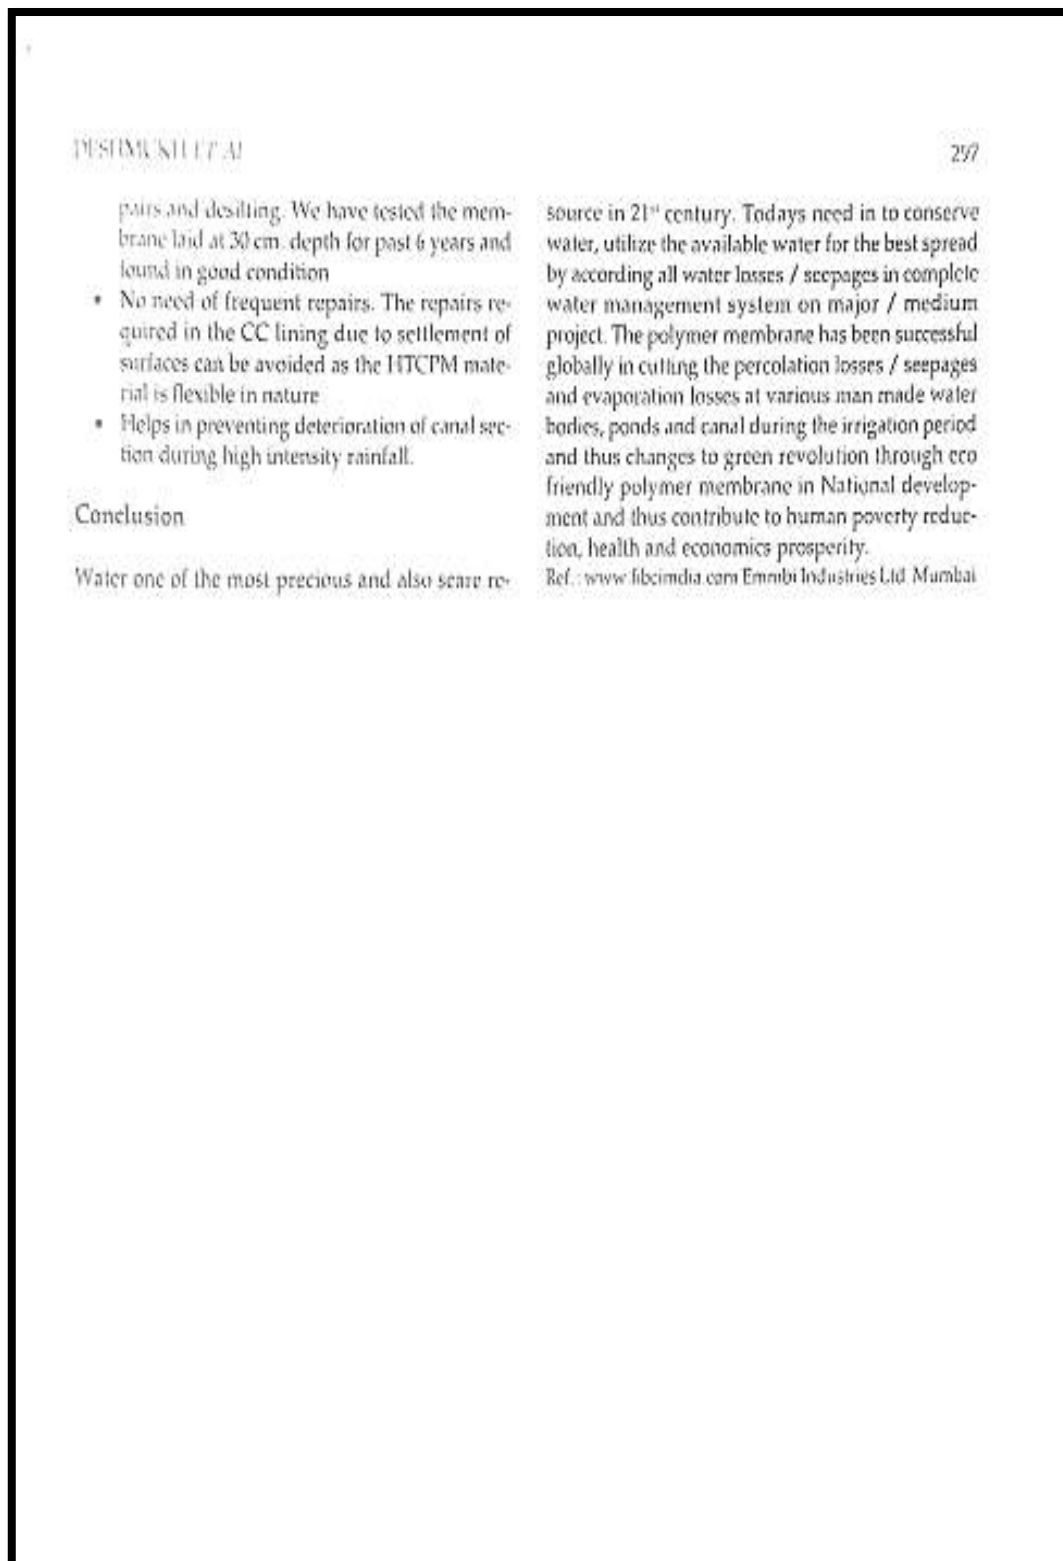 DESHMUKH ET AL
297
pairs and desilting. We have tested the mem-
brane laid at 30 cm. depth for past 6 years and
found in good condition
• No need of frequent repairs. The repairs re-
quired in the CC lining due to settlement of
surfaces can be avoided as the HTCPM mate-
rial is flexible in nature
• Helps in preventing deterioration of canal sec-
tion during high intensity rainfall.
Conclusion
Water one of the most precious and also scare re-
source in 21st century. Todays need in to conserve
water, utilize the available water for the best spread
by according all water losses / seepages in complete
water management system on major / medium
project. The polymer membrane has been successful
globally in cutting the percolation losses / seepages
and evaporation losses at various man made water
bodies, ponds and canal during the irrigation period
and thus changes to green revolution through eco
friendly polymer membrane in National develop-
ment and thus contribute to human poverty reduc-
tion, health and economics prosperity.
Ref. : www.fibcindia.com Emmbi Industries Ltd Mumbai